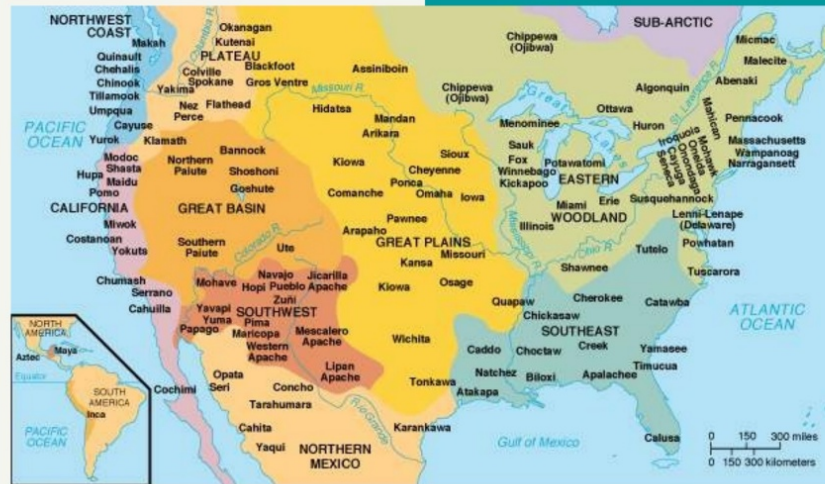 NORTHWEST
COAST
Makah
Quinault
Chehalis
Chinook
Tillamook
Umpqua
Cayuse
Yurok
PACIFIC
OCEAN
Columbia R.
Okanagan
Kutenai
PLATEAU
Colville
Spokane
Yakima
Nez
Perce
Flathead
Klamath
Blackfoot
Gros Ventre
Assiniboin
Missouri R.
Hidatsa
Mandan
Arikara
Modoc
Shasta
Hupa
Maidu
Pomo
CALIFORNIA
Miwok
Costanoan
Yokuts
Chumash
Serrano
Cahuilla
Cochimi
Northern
Paiute
Bannock
Shoshoni
Goshute
GREAT BASIN
Southern
Paiute
Ute
Colorado R.
Kiowa
Sioux
Cheyenne
Comanche
Ponca
Omaha
Iowa
Pawnee
Arapaho
GREAT PLAINS
Missouri
Kansa
Kiowa
Osage
Quapaw
Wichita
Tonkawa
Karankawa
Mohave
Navajo
Hopi
Pueblo
Zuñi
Jicarilla
Apache
Yavapi
Yuma
SOUTHWEST
Papago
Pima
Maricopa
Western
Apache
Mescalero
Apache
Lipan
Apache
Opata
Seri
Concho
Tarahumara
Cahita
Yaqui
Rio Grande
NORTHERN
MEXICO
SUB-ARCTIC
Chippewa
(Ojibwa)
Chippewa
(Ojibwa)
Great Lakes
Menominee
Sauk
Fox
Winnebago
Kickapoo
Potawatomi
EASTERN
WOODLAND
Miami
Erie
Illinois
Mississippi R.
Ohio R.
Shawnee
Ottawa
Huron
Algonquin
St. Lawrence R.
Micmac
Malecite
Abenaki
Mahican
Pennacook
Iroquois
Mohawk
Oneida
Onondaga
Cayuga
Seneca
Massachusetts
Wampanoag
Narragansett
Susquehannock
Lenni-Lenape
(Delaware)
Powhatan
Tutelo
Tuscarora
Cherokee
Catawba
Chickasaw
SOUTHEAST
Caddo
Choctaw
Creek
Yamasee
Natchez
Biloxi
Apalachee
Timucua
Atakapa
Calusa
Gulf of Mexico
ATLANTIC
OCEAN
0 150 300 miles
0 150 300 kilometers
NORTH
AMERICA
Aztec
Maya
Equator
SOUTH
AMERICA
Inca
PACIFIC
OCEAN